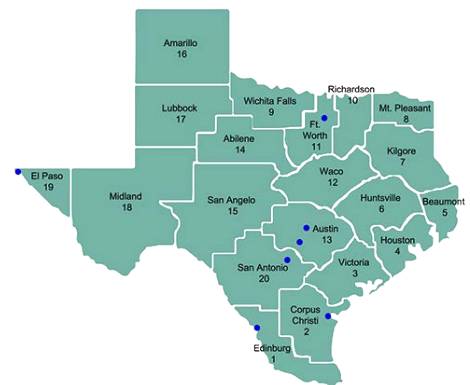 Amarillo
16
Lubbock
17
Wichita Falls
9
Richardson
10
Mt. Pleasant
8
Ft.
Worth
11
Abilene
14
Kilgore
7
El Paso
19
Midland
18
San Angelo
15
Waco
12
Huntsville
6
Beaumont
5
Austin
13
Houston
4
San Antonio
20
Victoria
3
Corpus
Christi
2
Edinburg
1